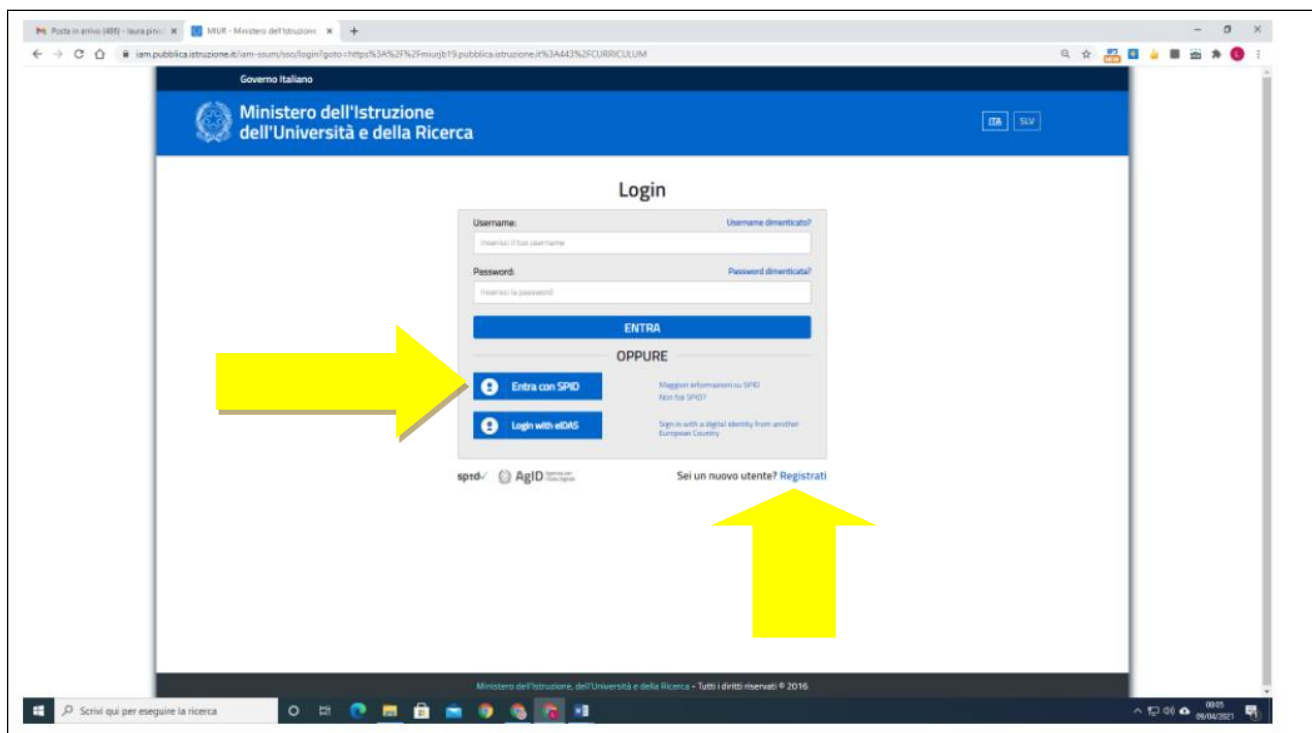 Posta in arrivo (488) - laura.pino
MIUR - Ministero dell'Istruzione
iam.pubblica.istruzione.it/iam-ssum/sso/login?goto=https%3A%2F%2Fmiurjb19.pubblica.istruzione.it%3A443%2FCURRICULUM
Governo Italiano
Ministero dell'Istruzione
dell'Università e della Ricerca
ITA SLV
Login
Username: Username dimenticato?
Inserisci il tuo username
Password: Password dimenticata?
Inserisci la password
ENTRA
OPPURE
Entra con SPID
Maggiori informazioni su SPID
Non hai SPID?
Login with eIDAS
Sign in with a digital identity from another
European Country
spid AgID
Sei un nuovo utente? Registrati
Ministero dell'Istruzione, dell'Università e della Ricerca - Tutti i diritti riservati © 2016
Scrivi qui per eseguire la ricerca
00:05
09/04/2021